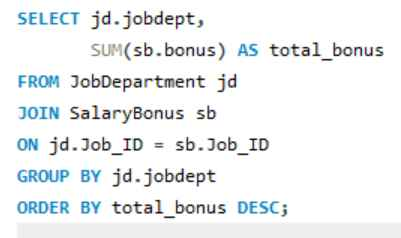 SELECT jd.jobdept,
SUM(sb.bonus) AS total_bonus
FROM JobDepartment jd
JOIN SalaryBonus sb
ON jd.Job_ID = sb.Job_ID
GROUP BY jd.jobdept
ORDER BY total_bonus DESC;